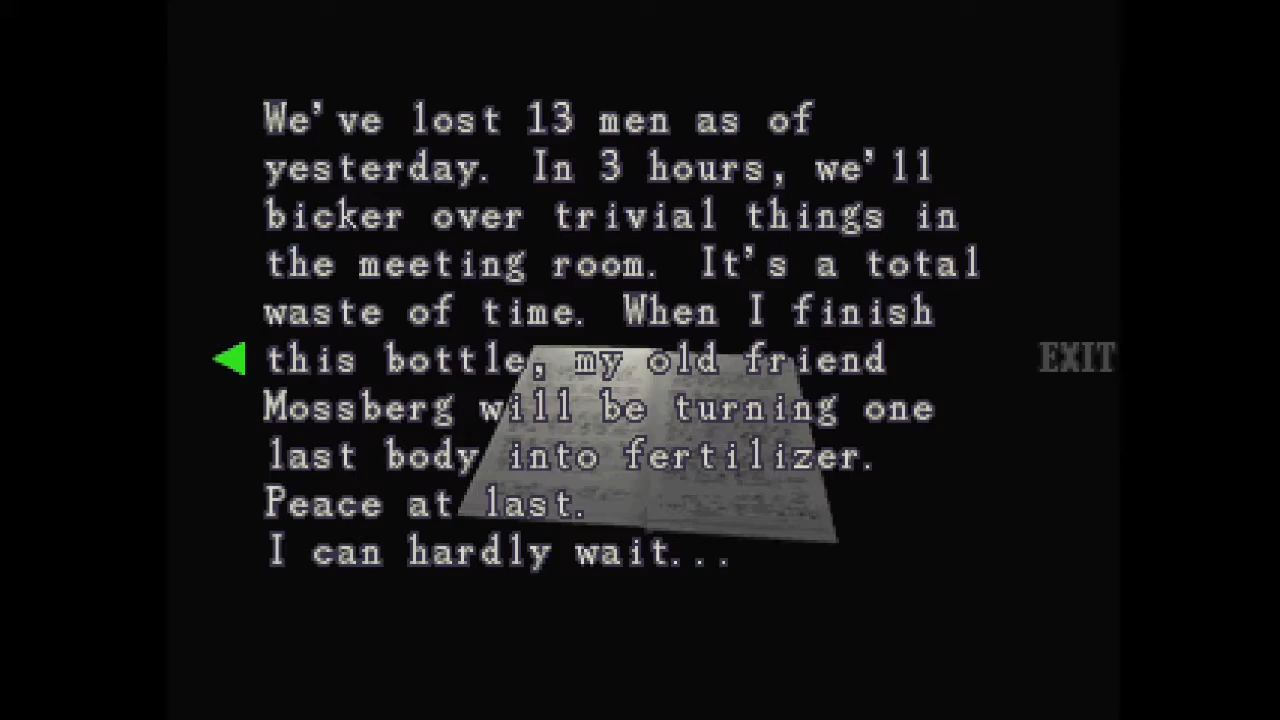 We've lost 13 men as of
yesterday. In 3 hours, we'll
bicker over trivial things in
the meeting room. It's a total
waste of time. When I finish
this bottle, my old friend
Mossberg will be turning one
last body into fertilizer.
Peace at last.
I can hardly wait...
EXIT